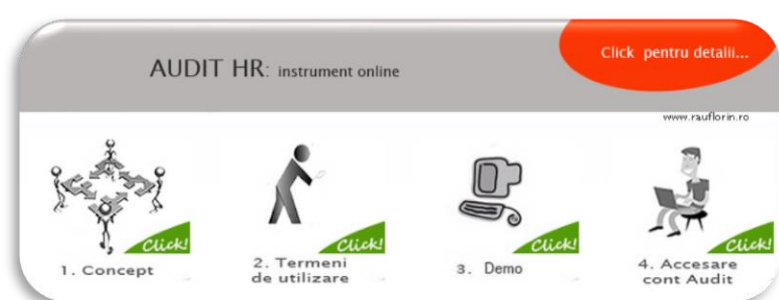 Click pentru detalii...
AUDIT HR: instrument online
www.rauflorin.ro
Click!
Click!
Click!
Click!
1. Concept
2. Termeni
de utilizare
3. Demo
4. Accesare
cont Audit